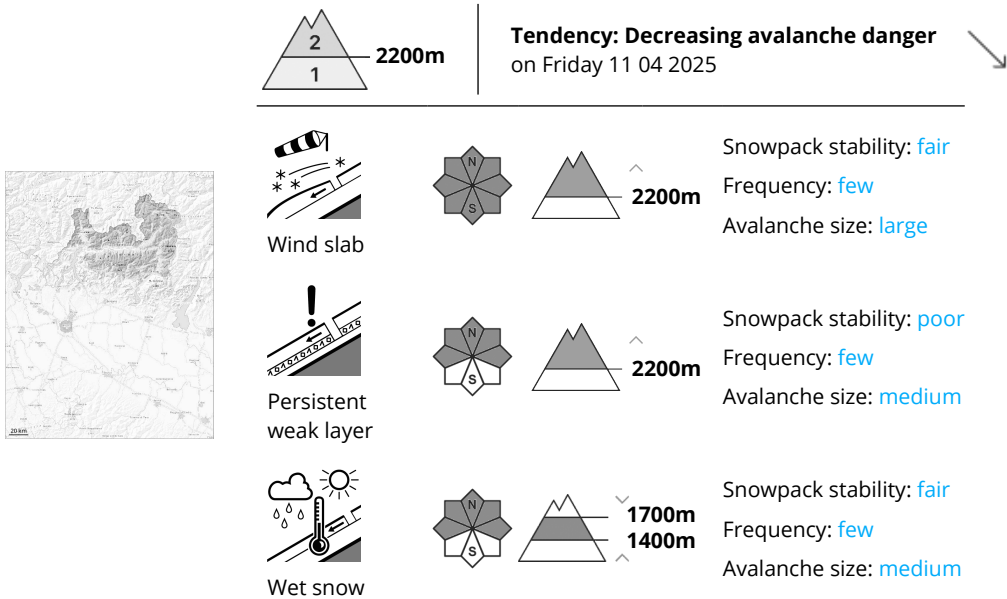 2
2200m
1
Tendency: Decreasing avalanche danger
on Friday 11 04 2025
20 km
Wind slab
N
S
2200m
Snowpack stability: fair
Frequency: few
Avalanche size: large
Persistent
weak layer
N
S
2200m
Snowpack stability: poor
Frequency: few
Avalanche size: medium
Wet snow
N
S
1700m
1400m
Snowpack stability: fair
Frequency: few
Avalanche size: medium